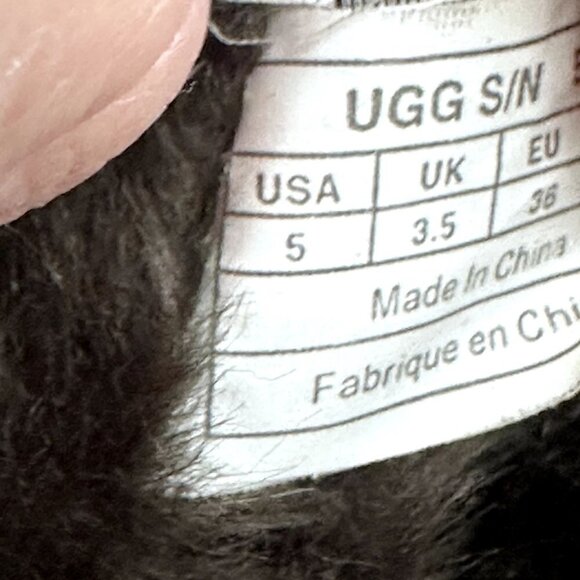 UGG S/N
USA UK EU
5 3.5 36
Made In China
Fabrique en Chi